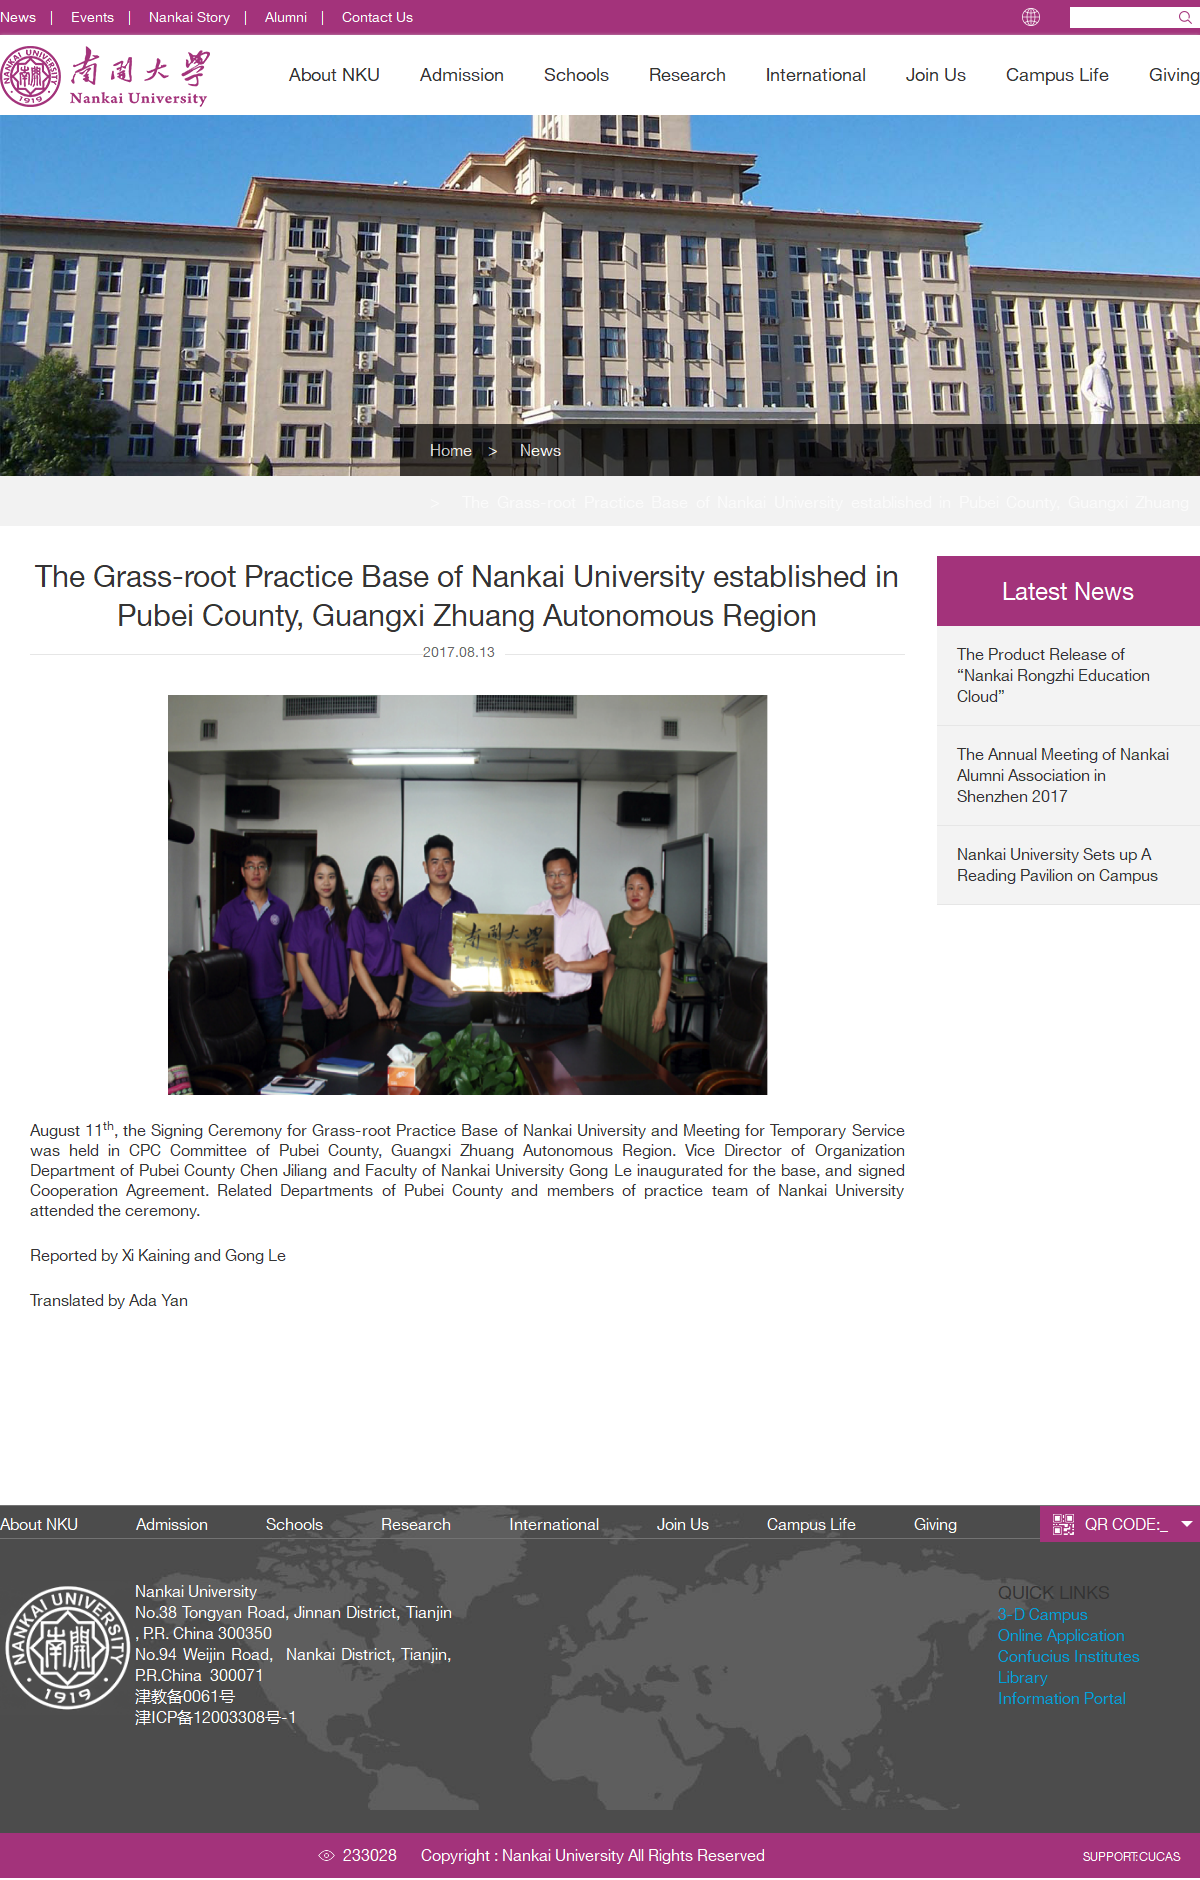 News | Events | Nankai Story | Alumni | Contact Us
NANKAI UNIVERSITY
1919
南開大學
Nankai University
About NKU Admission Schools Research International Join Us Campus Life Giving
Home > News
> The Grass-root Practice Base of Nankai University established in Pubei County, Guangxi Zhuang
The Grass-root Practice Base of Nankai University established in
Pubei County, Guangxi Zhuang Autonomous Region
2017.08.13
南開大學
August 11th, the Signing Ceremony for Grass-root Practice Base of Nankai University and Meeting for Temporary Service
was held in CPC Committee of Pubei County, Guangxi Zhuang Autonomous Region. Vice Director of Organization
Department of Pubei County Chen Jiliang and Faculty of Nankai University Gong Le inaugurated for the base, and signed
Cooperation Agreement. Related Departments of Pubei County and members of practice team of Nankai University
attended the ceremony.
Reported by Xi Kaining and Gong Le
Translated by Ada Yan
Latest News
The Product Release of
“Nankai Rongzhi Education
Cloud”
The Annual Meeting of Nankai
Alumni Association in
Shenzhen 2017
Nankai University Sets up A
Reading Pavilion on Campus
About NKU Admission Schools Research International Join Us Campus Life Giving
QR CODE:_
NANKAI UNIVERSITY
南開
1919
Nankai University
No.38 Tongyan Road, Jinnan District, Tianjin
, P.R. China 300350
No.94 Weijin Road, Nankai District, Tianjin,
P.R.China 300071
津教备0061号
津ICP备12003308号-1
QUICK LINKS
3-D Campus
Online Application
Confucius Institutes
Library
Information Portal
233028 Copyright : Nankai University All Rights Reserved
SUPPORT:CUCAS